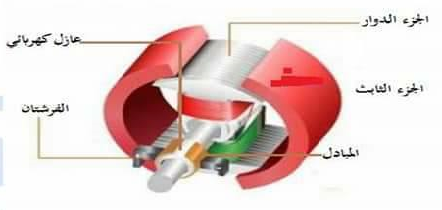 الجزء الدوار
عازل كهربائي
الجزء الثابت
الفرشتان
المبادل